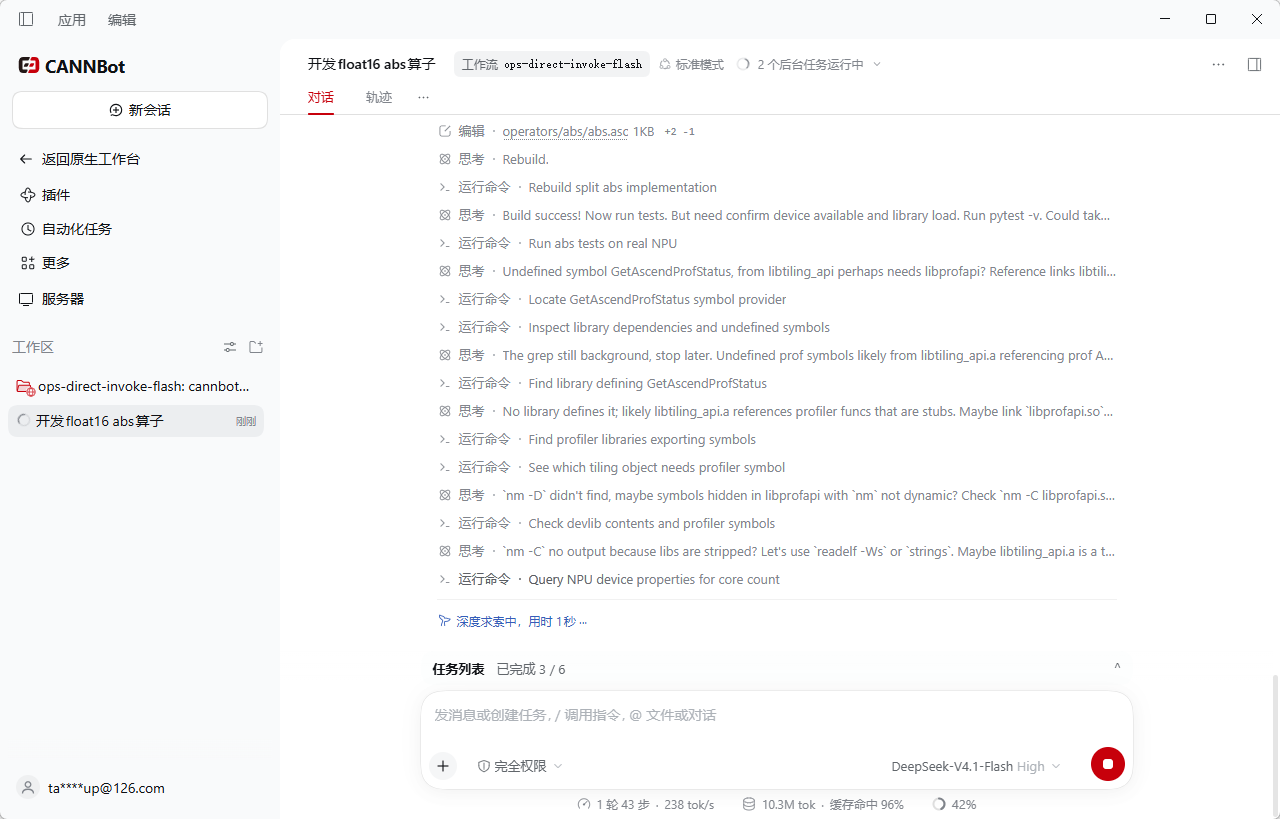 应用 编辑
CANNBot
新会话
返回原生工作台
插件
自动化任务
更多
服务器
工作区
ops-direct-invoke-flash: cannbot...
开发float16 abs算子 刚刚
ta****up@126.com
开发float16 abs算子 工作流 ops-direct-invoke-flash 标准模式 2 个后台任务运行中
对话 轨迹 ...
编辑 · operators/abs/abs.asc 1KB +2 -1
思考 · Rebuild.
运行命令 · Rebuild split abs implementation
思考 · Build success! Now run tests. But need confirm device available and library load. Run pytest -v. Could tak...
运行命令 · Run abs tests on real NPU
思考 · Undefined symbol GetAscendProfStatus, from libtiling_api perhaps needs libprofapi? Reference links libtili...
运行命令 · Locate GetAscendProfStatus symbol provider
运行命令 · Inspect library dependencies and undefined symbols
思考 · The grep still background, stop later. Undefined prof symbols likely from libtiling_api.a referencing prof A...
运行命令 · Find library defining GetAscendProfStatus
思考 · No library defines it; likely libtiling_api.a references profiler funcs that are stubs. Maybe link `libprofapi.so`...
运行命令 · Find profiler libraries exporting symbols
运行命令 · See which tiling object needs profiler symbol
思考 · `nm -D` didn't find, maybe symbols hidden in libprofapi with `nm` not dynamic? Check `nm -C libprofapi.s...
运行命令 · Check devlib contents and profiler symbols
思考 · `nm -C` no output because libs are stripped? Let's use `readelf -Ws` or `strings`. Maybe libtiling_api.a is a t...
运行命令 · Query NPU device properties for core count
深度求索中，用时 1秒 ...
任务列表 已完成 3 / 6
发消息或创建任务, / 调用指令, @ 文件或对话
完全权限 DeepSeek-V4.1-Flash High
1 轮 43 步 · 238 tok/s 10.3M tok · 缓存命中 96% 42%